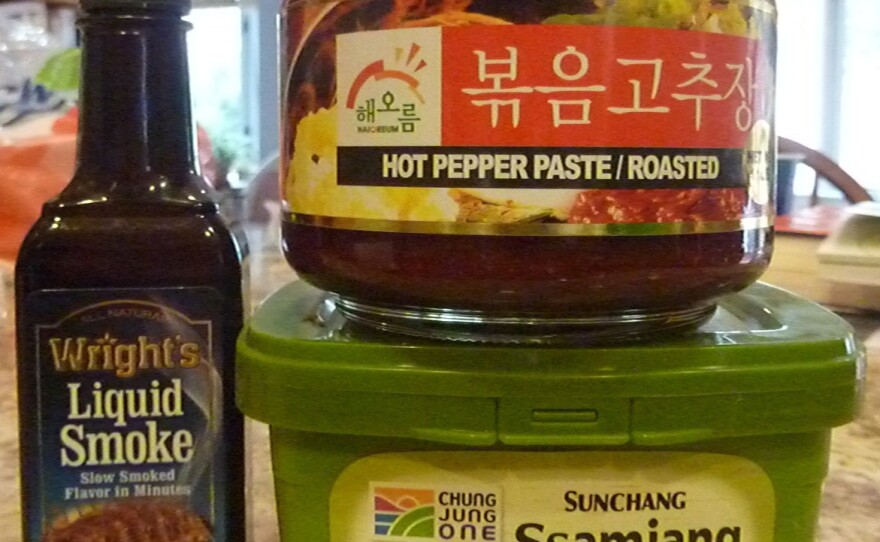 해오름
HAIOREUM
볶음고추장
HOT PEPPER PASTE / ROASTED
NET
ALL NATURAL
Wright's
Liquid
Smoke
Slow Smoked
Flavor in Minutes
CHUNG
JUNG
ONE
SUNCHANG
Ssamjang